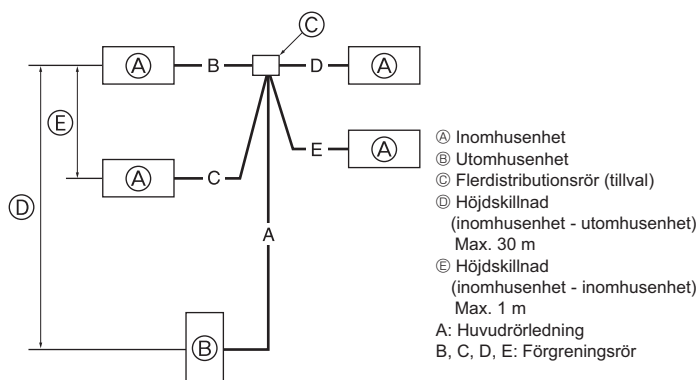 Ⓒ
Ⓐ B D Ⓐ
Ⓔ
E Ⓐ
Ⓐ C
Ⓓ
A
Ⓑ
Ⓐ Inomhusenhet
Ⓑ Utomhusenhet
Ⓒ Flerdistributionsrör (tillval)
Ⓓ Höjdskillnad
(inomhusenhet - utomhusenhet)
Max. 30 m
Ⓔ Höjdskillnad
(inomhusenhet - inomhusenhet)
Max. 1 m
A: Huvudrörledning
B, C, D, E: Förgreningsrör